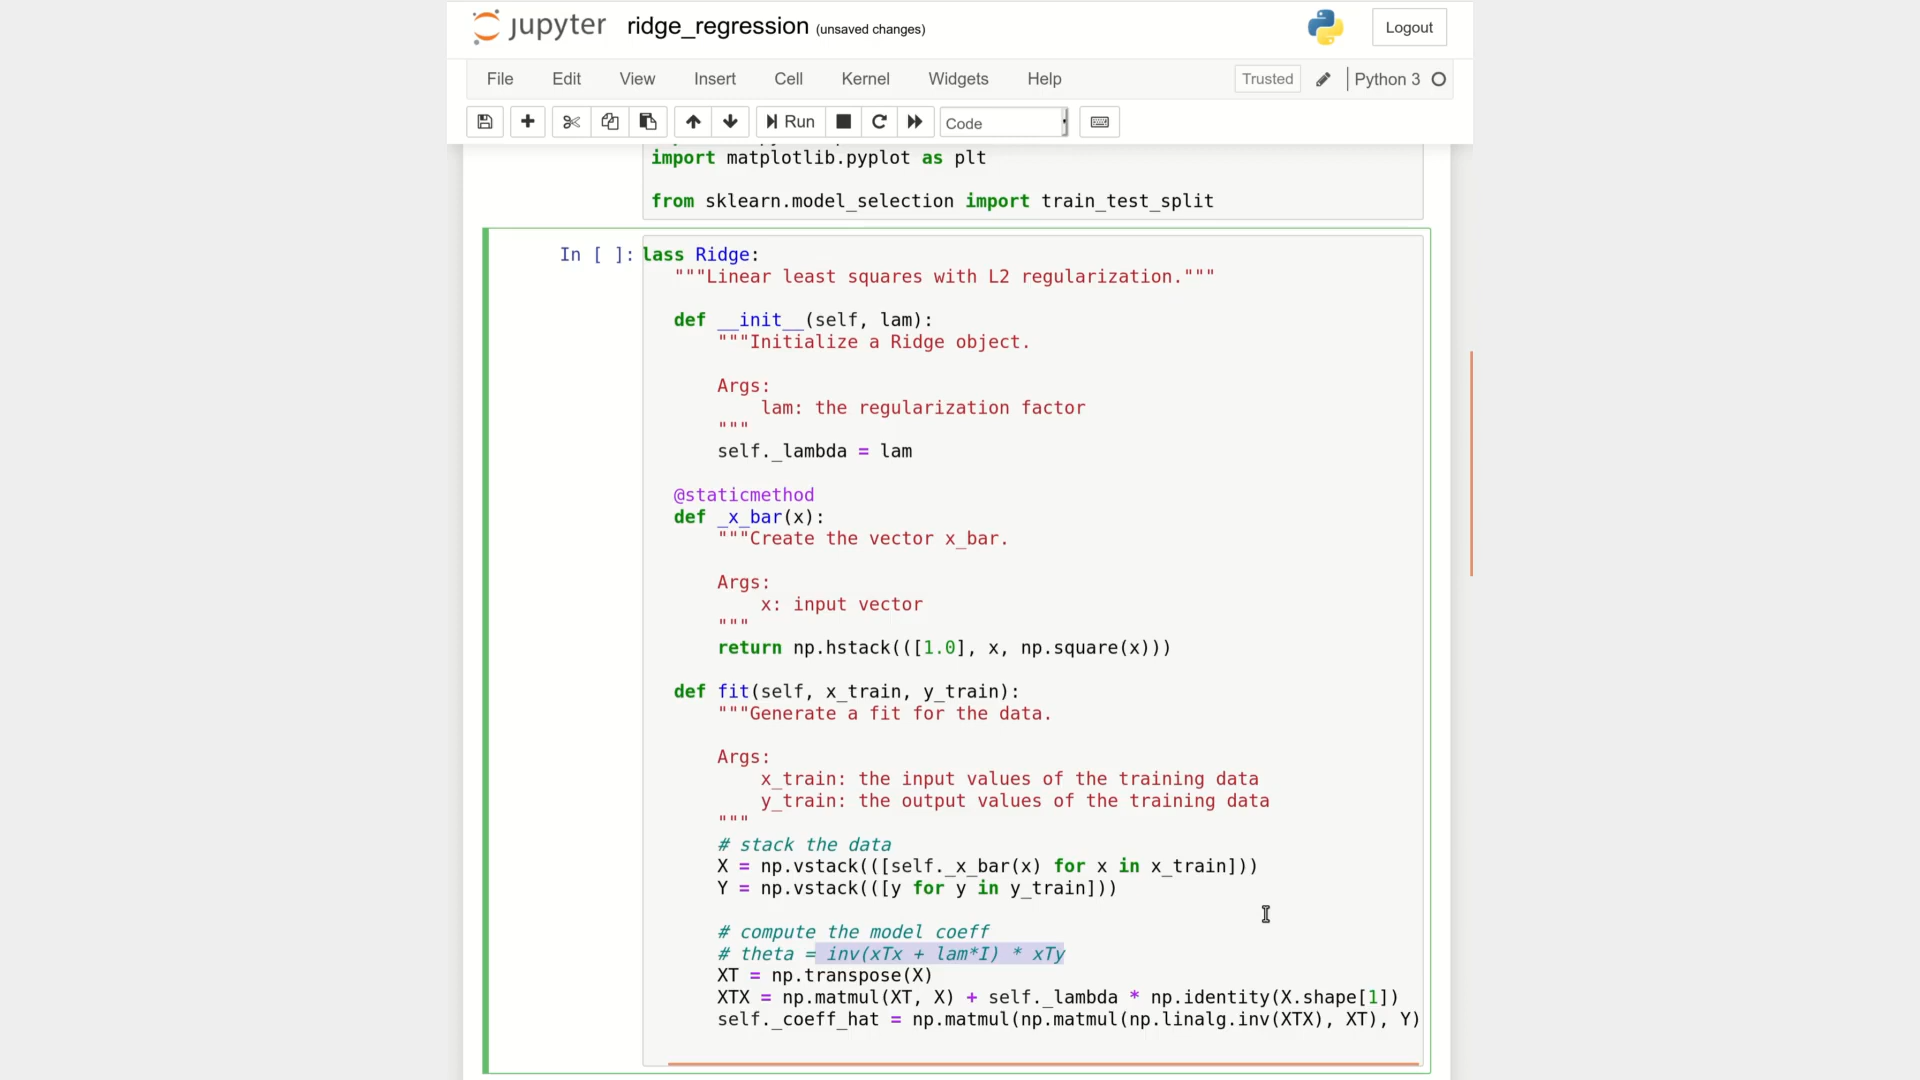 jupyter ridge_regression (unsaved changes) Logout
File Edit View Insert Cell Kernel Widgets Help Trusted Python 3
Run Code
import matplotlib.pyplot as plt
from sklearn.model_selection import train_test_split
In [ ]: lass Ridge:
"""Linear least squares with L2 regularization."""
def __init__(self, lam):
"""Initialize a Ridge object.
Args:
lam: the regularization factor
"""
self._lambda = lam
@staticmethod
def _x_bar(x):
"""Create the vector x_bar.
Args:
x: input vector
"""
return np.hstack(([1.0], x, np.square(x)))
def fit(self, x_train, y_train):
"""Generate a fit for the data.
Args:
x_train: the input values of the training data
y_train: the output values of the training data
"""
# stack the data
X = np.vstack(([self._x_bar(x) for x in x_train]))
Y = np.vstack(([y for y in y_train]))
# compute the model coeff
# theta = inv(xTx + lam*I) * xTy
XT = np.transpose(X)
XTX = np.matmul(XT, X) + self._lambda * np.identity(X.shape[1])
self._coeff_hat = np.matmul(np.matmul(np.linalg.inv(XTX), XT), Y)